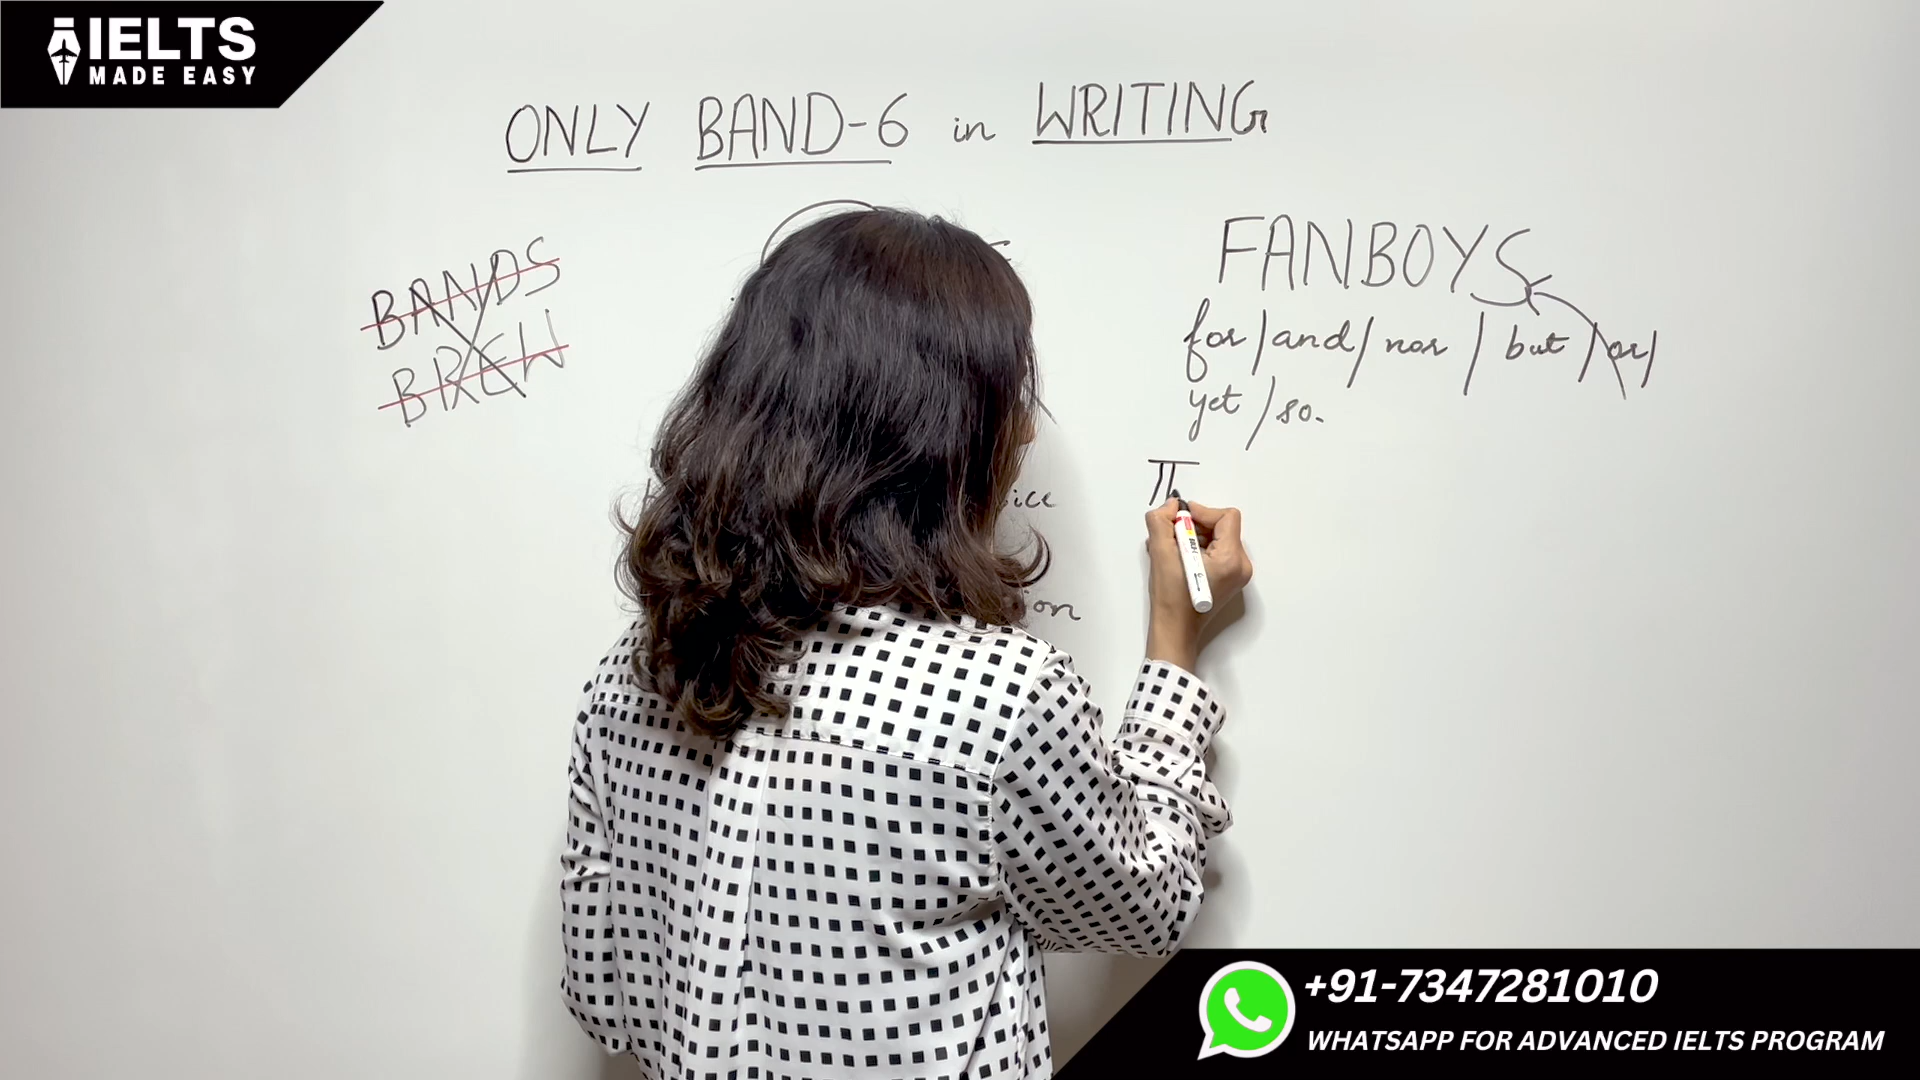 IELTS
MADE EASY
ONLY BAND-6 in WRITING
BANDS
BREW
FANBOYS
for / and / nor / but / or /
yet / so.
+91-7347281010
WHATSAPP FOR ADVANCED IELTS PROGRAM